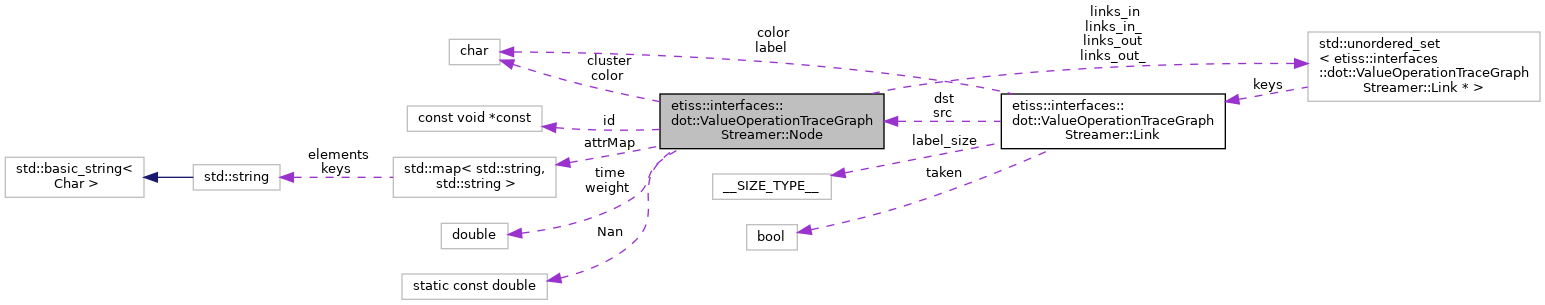 links_in
links_in_
links_out
links_out_
color
label
char
cluster
color
std::unordered_set
< etiss::interfaces
::dot::ValueOperationTraceGraph
Streamer::Link * >
keys
etiss::interfaces::
dot::ValueOperationTraceGraph
Streamer::Node
dst
src
etiss::interfaces::
dot::ValueOperationTraceGraph
Streamer::Link
const void *const
id
attrMap
label_size
elements
keys
std::basic_string<
Char >
std::string
std::map< std::string,
std::string >
time
weight
__SIZE_TYPE__
taken
double
Nan
bool
static const double